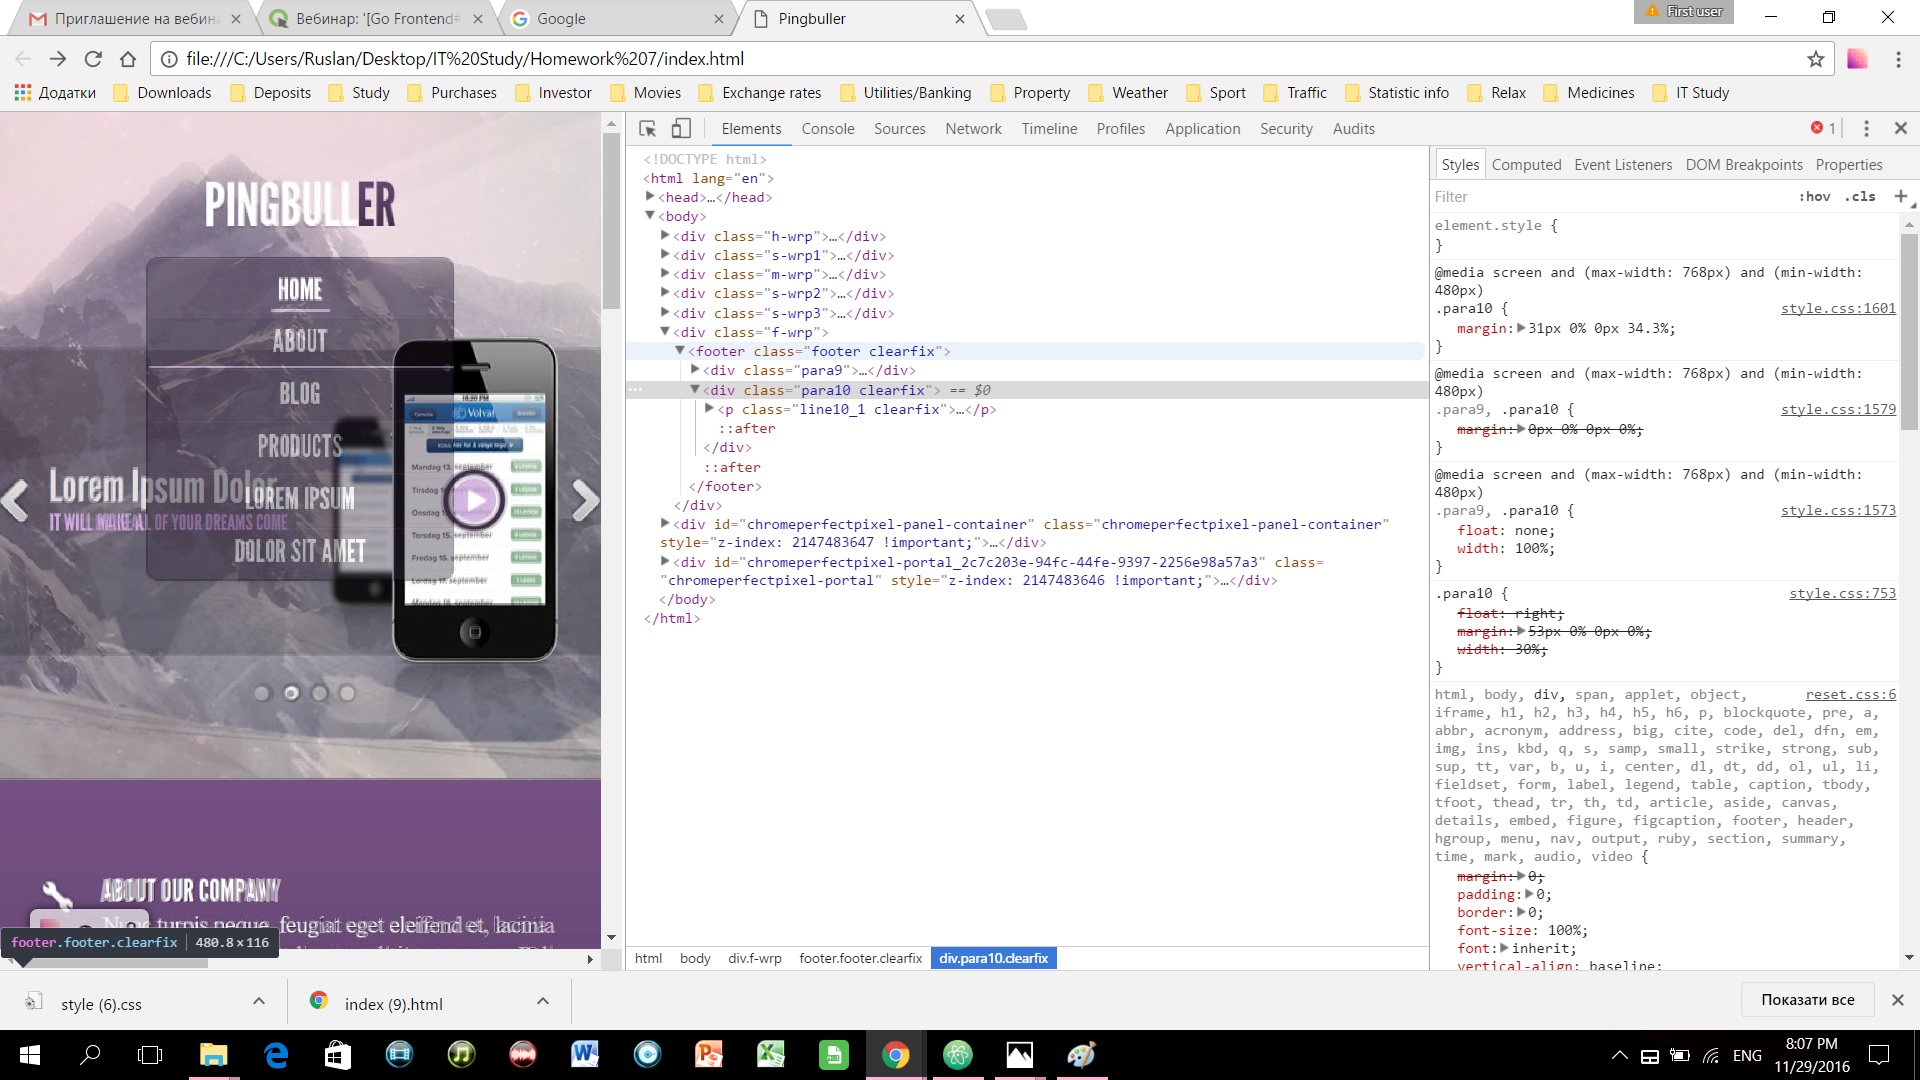 Приглашение на вебина
Вебинар: '[Go Frontend#
Google
Pingbuller
First user
file:///C:/Users/Ruslan/Desktop/IT%20Study/Homework%207/index.html
Додатки
Downloads
Deposits
Study
Purchases
Investor
Movies
Exchange rates
Utilities/Banking
Property
Weather
Sport
Traffic
Statistic info
Relax
Medicines
IT Study
PINGBULLER
HOME
ABOUT
BLOG
PRODUCTS
Lorem Ipsum Dolor
LOREM IPSUM
IT WILL MAKE ALL OF YOUR DREAMS COME
DOLOR SIT AMET
ABOUT OUR COMPANY
Nunc turpis neque, feugiat eget eleifend et, lacinia
footer.footer.clearfix 480.8×116
Elements Console Sources Network Timeline Profiles Application Security Audits
1
<!DOCTYPE html>
<html lang="en">
<head>…</head>
<body>
<div class="h-wrp">…</div>
<div class="s-wrp1">…</div>
<div class="m-wrp">…</div>
<div class="s-wrp2">…</div>
<div class="s-wrp3">…</div>
<div class="f-wrp">
<footer class="footer clearfix">
<div class="para9">…</div>
<div class="para10 clearfix"> == $0
<p class="line10_1 clearfix">…</p>
::after
</div>
::after
</footer>
</div>
<div id="chromeperfectpixel-panel-container" class="chromeperfectpixel-panel-container"
style="z-index: 2147483647 !important;">…</div>
<div id="chromeperfectpixel-portal_2c7c203e-94fc-44fe-9397-2256e98a57a3" class=
"chromeperfectpixel-portal" style="z-index: 2147483646 !important;">…</div>
</body>
</html>
html body div.f-wrp footer.footer.clearfix div.para10.clearfix
Styles Computed Event Listeners DOM Breakpoints Properties
Filter :hov .cls +
element.style {
}
@media screen and (max-width: 768px) and (min-width:
480px)
.para10 { style.css:1601
margin: 31px 0% 0px 34.3%;
}
@media screen and (max-width: 768px) and (min-width:
480px)
.para9, .para10 { style.css:1579
margin: 0px 0% 0px 0%;
}
@media screen and (max-width: 768px) and (min-width:
480px)
.para9, .para10 { style.css:1573
float: none;
width: 100%;
}
.para10 { style.css:753
float: right;
margin: 53px 0% 0px 0%;
width: 30%;
}
html, body, div, span, applet, object, reset.css:6
iframe, h1, h2, h3, h4, h5, h6, p, blockquote, pre, a,
abbr, acronym, address, big, cite, code, del, dfn, em,
img, ins, kbd, q, s, samp, small, strike, strong, sub,
sup, tt, var, b, u, i, center, dl, dt, dd, ol, ul, li,
fieldset, form, label, legend, table, caption, tbody,
tfoot, thead, tr, th, td, article, aside, canvas,
details, embed, figure, figcaption, footer, header,
hgroup, menu, nav, output, ruby, section, summary,
time, mark, audio, video {
margin: 0;
padding: 0;
border: 0;
font-size: 100%;
font: inherit;
vertical-align: baseline;
style (6).css
index (9).html
Показати все
ENG
8:07 PM
11/29/2016